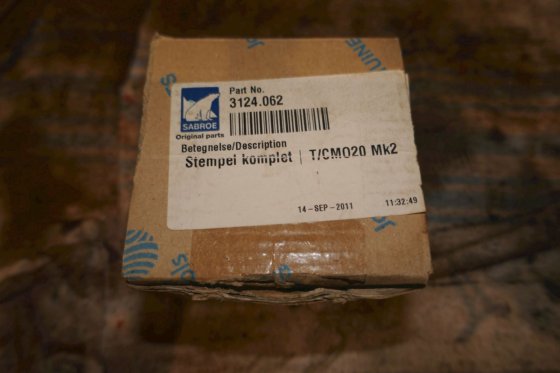 Part No.
3124.062
SABROE
Original parts
Betegnelse/Description
Stempel komplet | T/CMO20 Mk2
14-SEP-2011 11:32:49